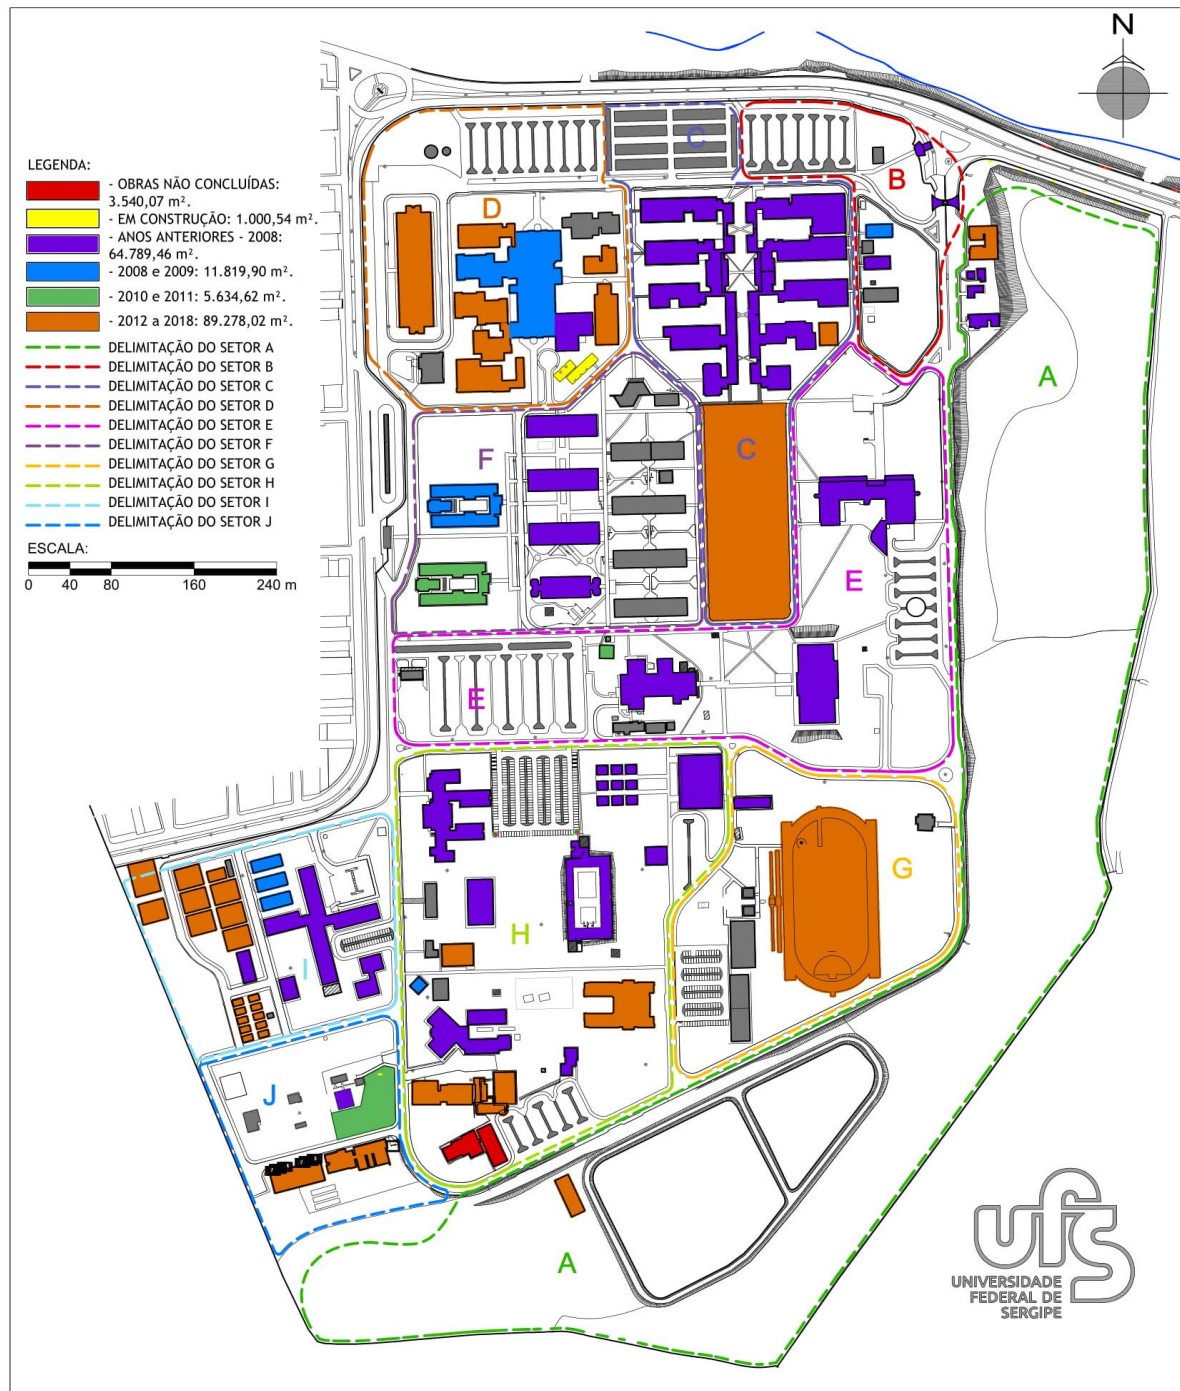 N
LEGENDA:
- OBRAS NÃO CONCLUÍDAS:
3.540,07 m².
- EM CONSTRUÇÃO: 1.000,54 m².
- ANOS ANTERIORES - 2008:
64.789,46 m².
- 2008 e 2009: 11.819,90 m².
- 2010 e 2011: 5.634,62 m².
- 2012 a 2018: 89.278,02 m².
DELIMITAÇÃO DO SETOR A
DELIMITAÇÃO DO SETOR B
DELIMITAÇÃO DO SETOR C
DELIMITAÇÃO DO SETOR D
DELIMITAÇÃO DO SETOR E
DELIMITAÇÃO DO SETOR F
DELIMITAÇÃO DO SETOR G
DELIMITAÇÃO DO SETOR H
DELIMITAÇÃO DO SETOR I
DELIMITAÇÃO DO SETOR J
ESCALA:
0 40 80 160 240 m
C
B
D
A
C
F
E
E
G
H
I
J
A
ufs
UNIVERSIDADE
FEDERAL DE
SERGIPE